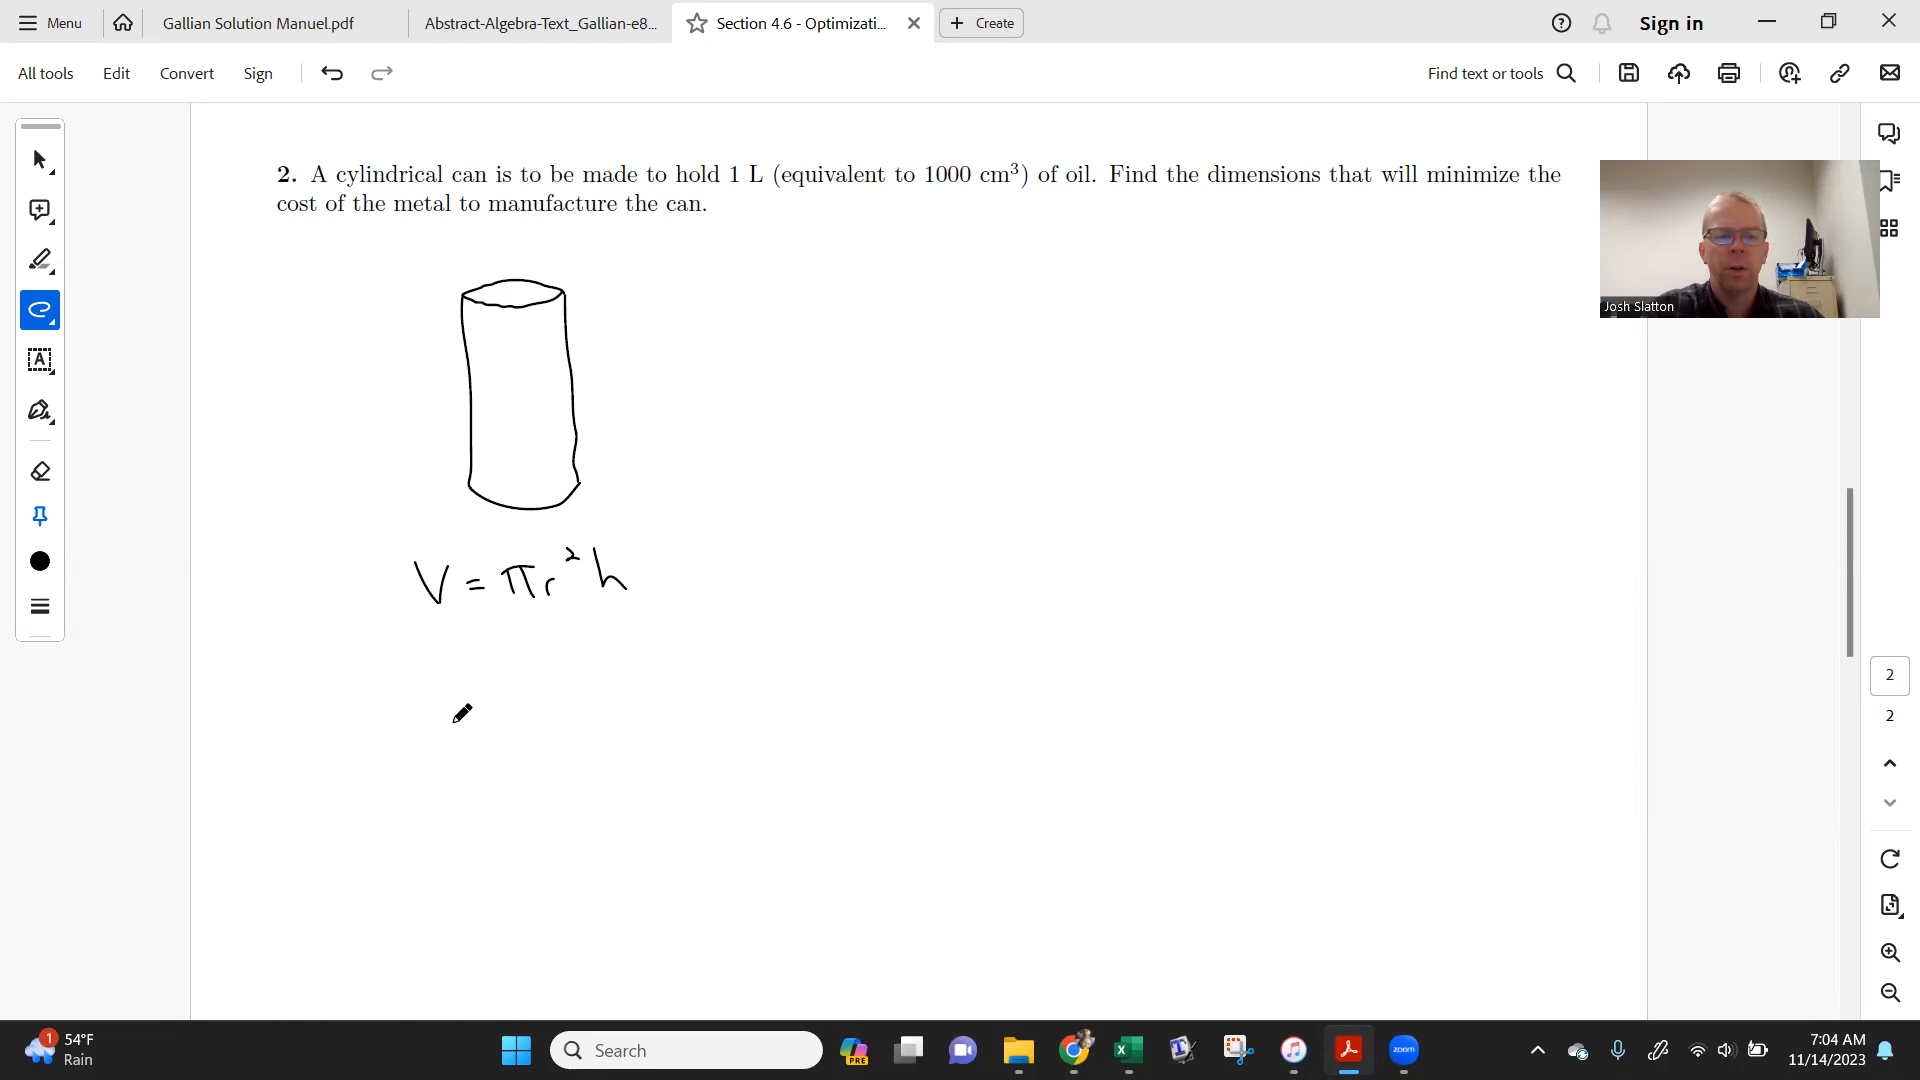 Menu
Gallian Solution Manuel.pdf
Abstract-Algebra-Text_Gallian-e8...
Section 4.6 - Optimizati...
Create
Sign in
All tools
Edit
Convert
Sign
Find text or tools
2. A cylindrical can is to be made to hold 1 L (equivalent to 1000 cm³) of oil. Find the dimensions that will minimize the
cost of the metal to manufacture the can.
Josh Slatton
A
V = πr²h
2
2
1
54°F
Rain
Search
PRE
zoom
7:04 AM
11/14/2023